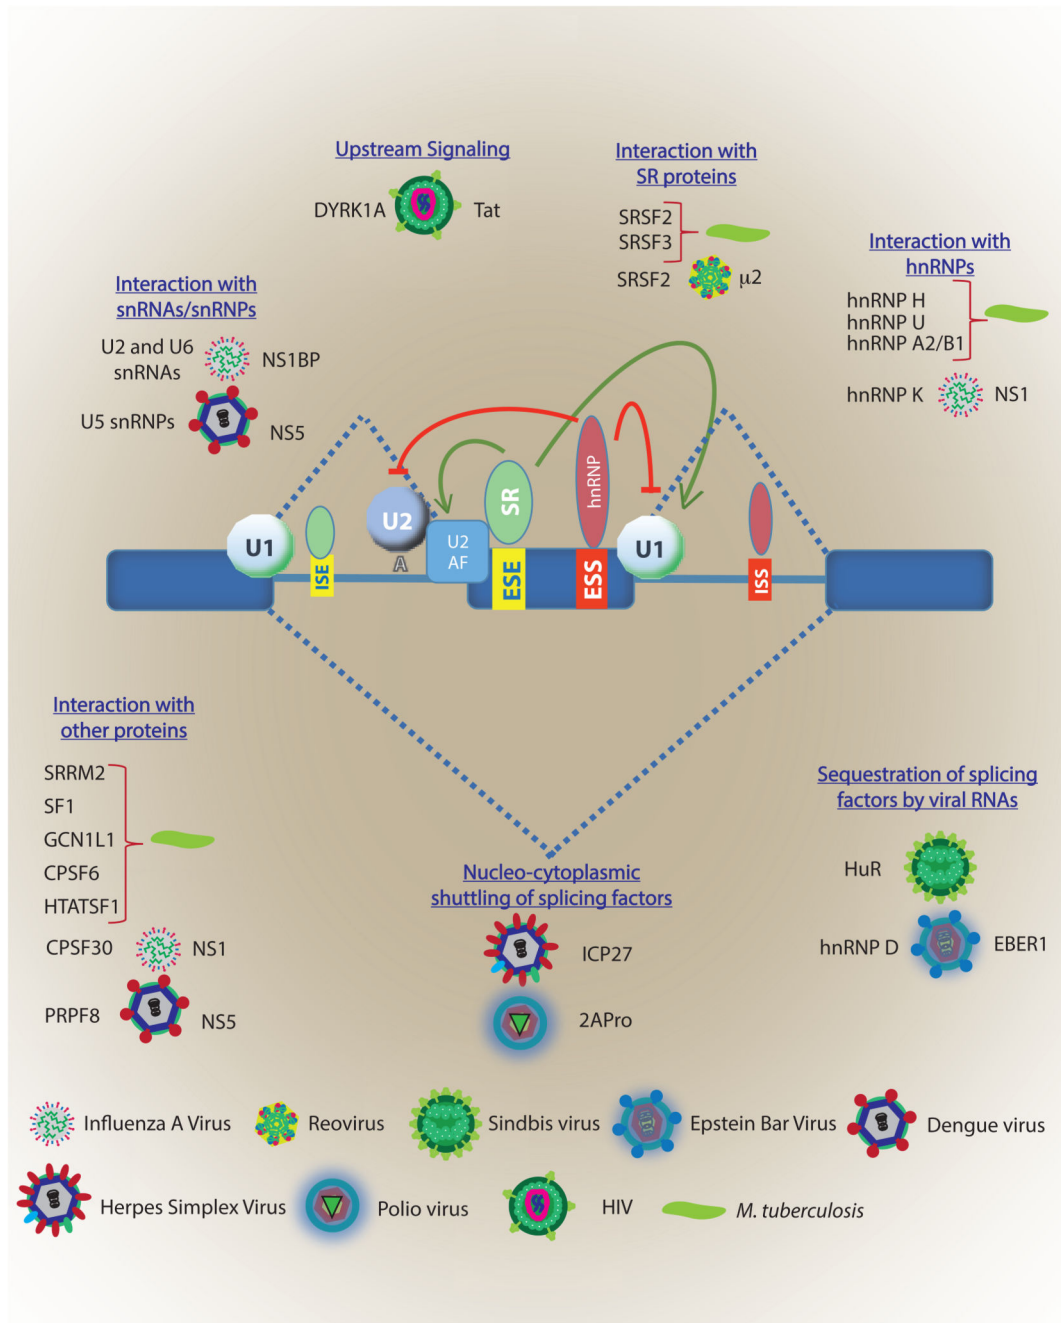 Upstream Signaling
DYRK1A
Tat
Interaction with
SR proteins
SRSF2
SRSF3
SRSF2
μ2
Interaction with
hnRNPs
hnRNP H
hnRNP U
hnRNP A2/B1
hnRNP K
NS1
Interaction with
snRNAs/snRNPs
U2 and U6
snRNAs
NS1BP
U5 snRNPs
NS5
U1
ISE
U2
A
U2
AF
SR
ESE
hnRNP
ESS
U1
ISS
Interaction with
other proteins
SRRM2
SF1
GCN1L1
CPSF6
HTATSF1
CPSF30
NS1
PRPF8
NS5
Nucleo-cytoplasmic
shuttling of splicing factors
ICP27
2APro
Sequestration of splicing
factors by viral RNAs
HuR
hnRNP D
EBER1
Influenza A Virus
Reovirus
Sindbis virus
Epstein Bar Virus
Dengue virus
Herpes Simplex Virus
Polio virus
HIV
M. tuberculosis